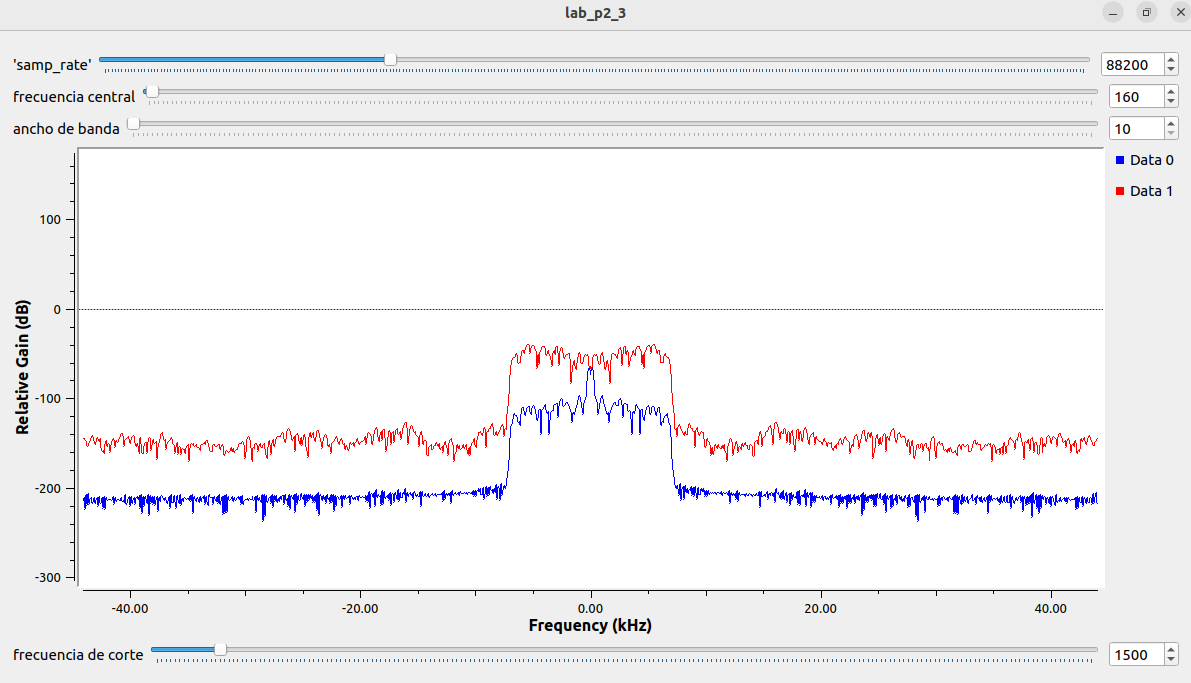 lab_p2_3
'samp_rate' 88200
frecuencia central 160
ancho de banda 10
Data 0
Data 1
100
0
-100
-200
-300
Relative Gain (dB)
-40.00 -20.00 0.00 20.00 40.00
Frequency (kHz)
frecuencia de corte 1500